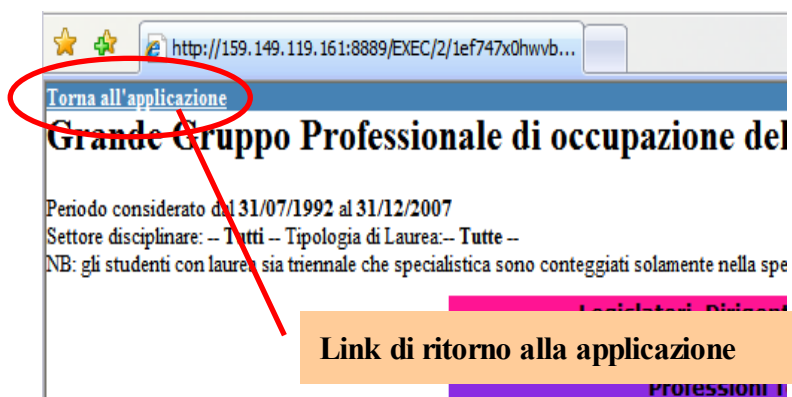 http://159.149.119.161:8889/EXEC/2/1ef747x0hwvb...
Torna all'applicazione
Grande Gruppo Professionale di occupazione del
Periodo considerato dal 31/07/1992 al 31/12/2007
Settore disciplinare: -- Tutti -- Tipologia di Laurea:-- Tutte --
NB: gli studenti con laurea sia triennale che specialistica sono conteggiati solamente nella spe
Link di ritorno alla applicazione
Professioni